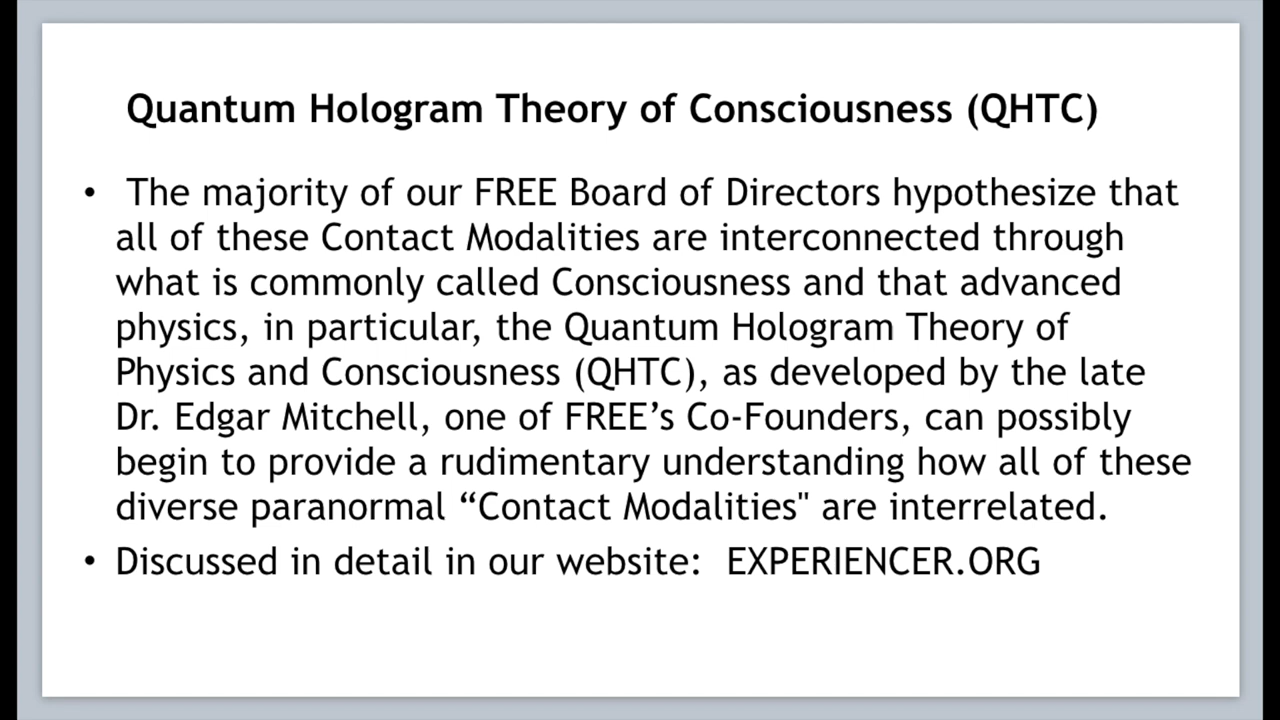 Quantum Hologram Theory of Consciousness (QHTC)
• The majority of our FREE Board of Directors hypothesize that
all of these Contact Modalities are interconnected through
what is commonly called Consciousness and that advanced
physics, in particular, the Quantum Hologram Theory of
Physics and Consciousness (QHTC), as developed by the late
Dr. Edgar Mitchell, one of FREE’s Co-Founders, can possibly
begin to provide a rudimentary understanding how all of these
diverse paranormal “Contact Modalities" are interrelated.
• Discussed in detail in our website:  EXPERIENCER.ORG